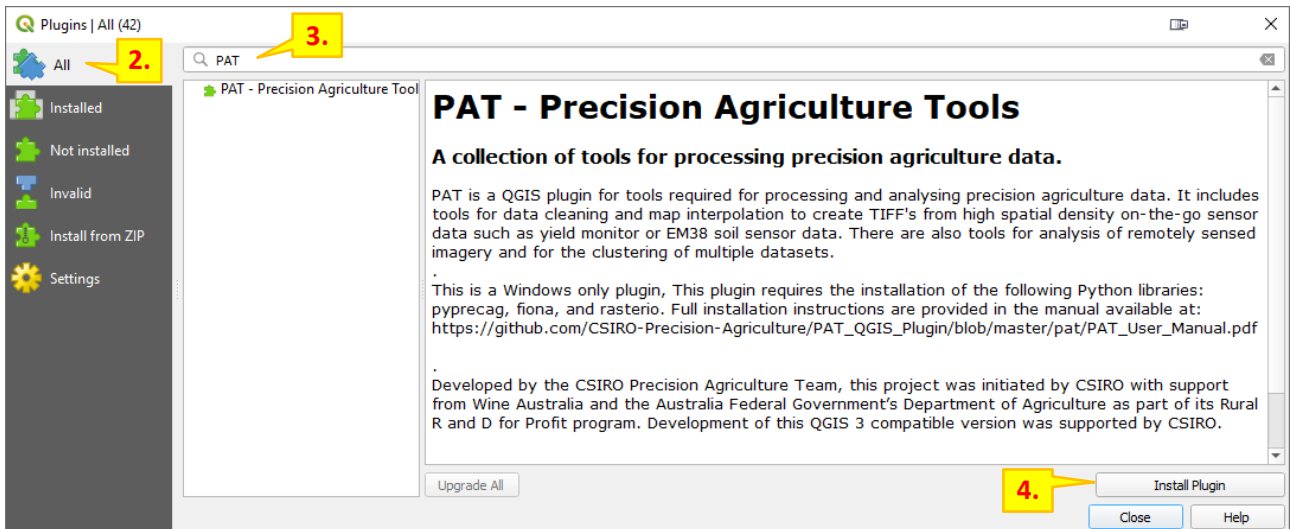 Plugins | All (42)
3.
2.
All
PAT
Installed
Not installed
Invalid
Install from ZIP
Settings
PAT - Precision Agriculture Tool
PAT - Precision Agriculture Tools
A collection of tools for processing precision agriculture data.
PAT is a QGIS plugin for tools required for processing and analysing precision agriculture data. It includes
tools for data cleaning and map interpolation to create TIFF's from high spatial density on-the-go sensor
data such as yield monitor or EM38 soil sensor data. There are also tools for analysis of remotely sensed
imagery and for the clustering of multiple datasets.
.
This is a Windows only plugin, This plugin requires the installation of the following Python libraries:
pyprecag, fiona, and rasterio. Full installation instructions are provided in the manual available at:
https://github.com/CSIRO-Precision-Agriculture/PAT_QGIS_Plugin/blob/master/pat/PAT_User_Manual.pdf
.
Developed by the CSIRO Precision Agriculture Team, this project was initiated by CSIRO with support
from Wine Australia and the Australia Federal Government’s Department of Agriculture as part of its Rural
R and D for Profit program. Development of this QGIS 3 compatible version was supported by CSIRO.
Upgrade All
4.
Install Plugin
Close
Help